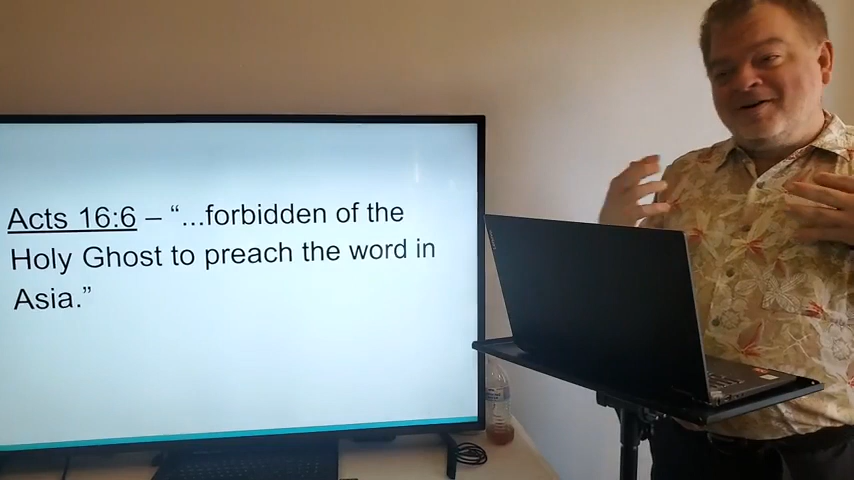 Acts 16:6 – “...forbidden of the
Holy Ghost to preach the word in
Asia.”